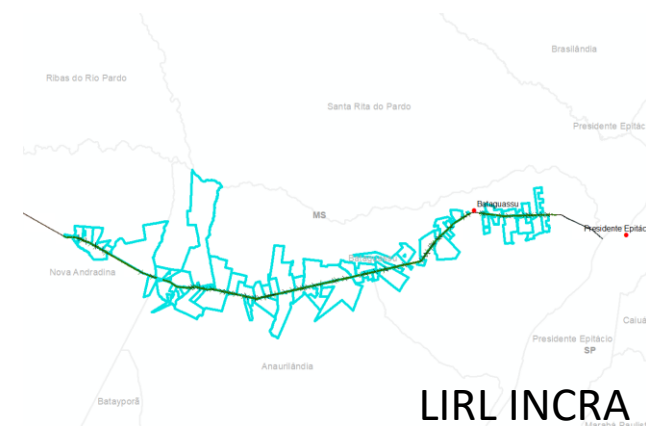 Brasilândia
Ribas do Rio Pardo
Santa Rita do Pardo
Presidente Epitác
Bataguassu
MS
Presidente Epitác
Nova Andradina
Caiuá
Presidente Epitácio
SP
Anaurilândia
Batayporã
LIRL INCRA